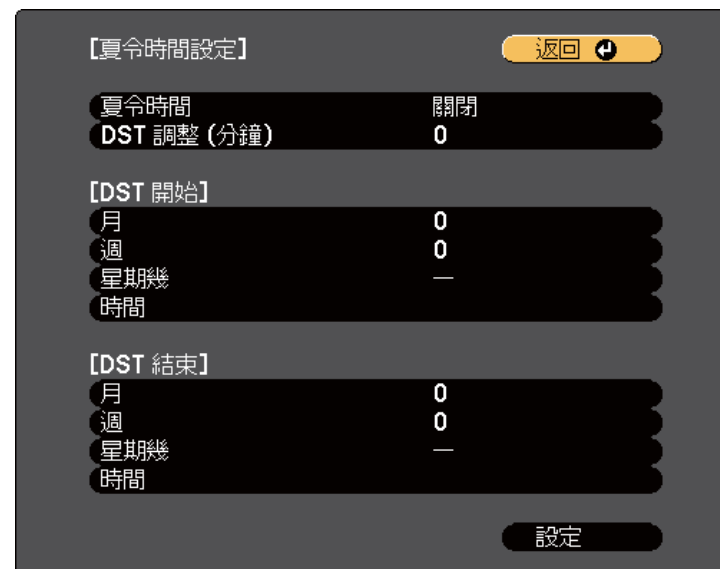 [夏令時間設定] 返回
夏令時間 關閉
DST 調整 (分鐘) 0
[DST 開始]
月 0
週 0
星期幾 —
時間
[DST 結束]
月 0
週 0
星期幾 —
時間
設定